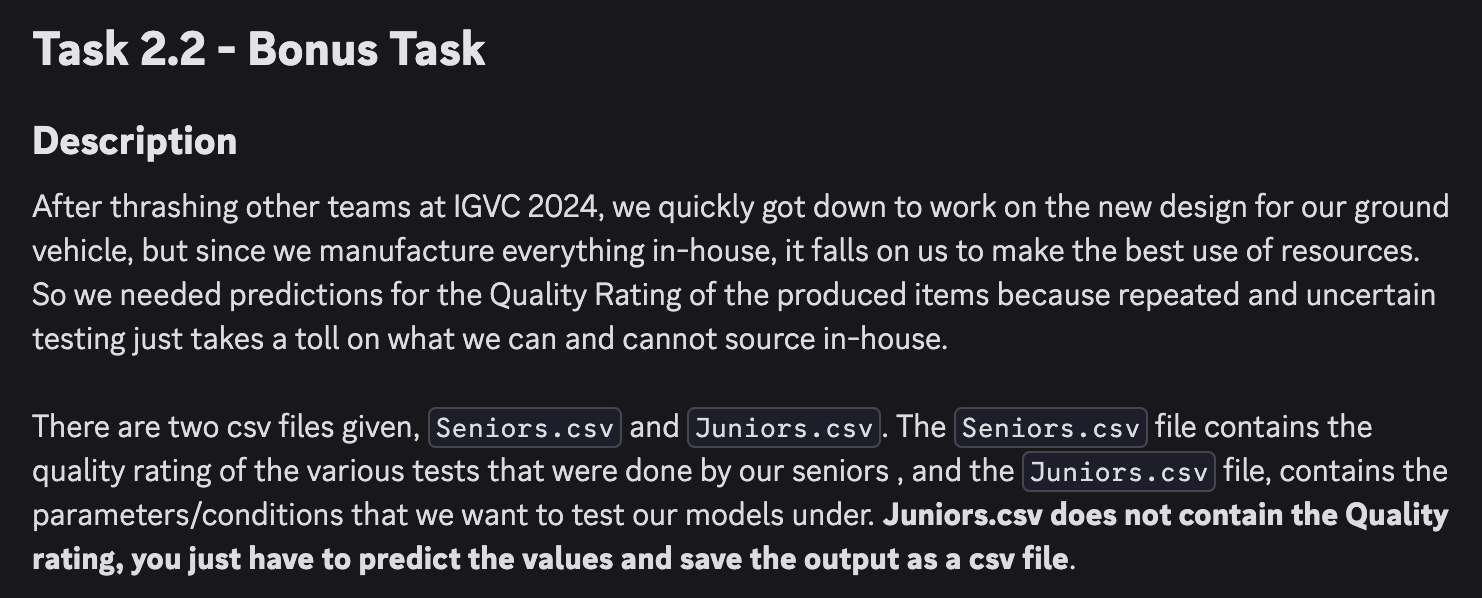 Task 2.2 - Bonus Task
Description
After thrashing other teams at IGVC 2024, we quickly got down to work on the new design for our ground
vehicle, but since we manufacture everything in-house, it falls on us to make the best use of resources.
So we needed predictions for the Quality Rating of the produced items because repeated and uncertain
testing just takes a toll on what we can and cannot source in-house.
There are two csv files given, Seniors.csv and Juniors.csv. The Seniors.csv file contains the
quality rating of the various tests that were done by our seniors , and the Juniors.csv file, contains the
parameters/conditions that we want to test our models under. Juniors.csv does not contain the Quality
rating, you just have to predict the values and save the output as a csv file.